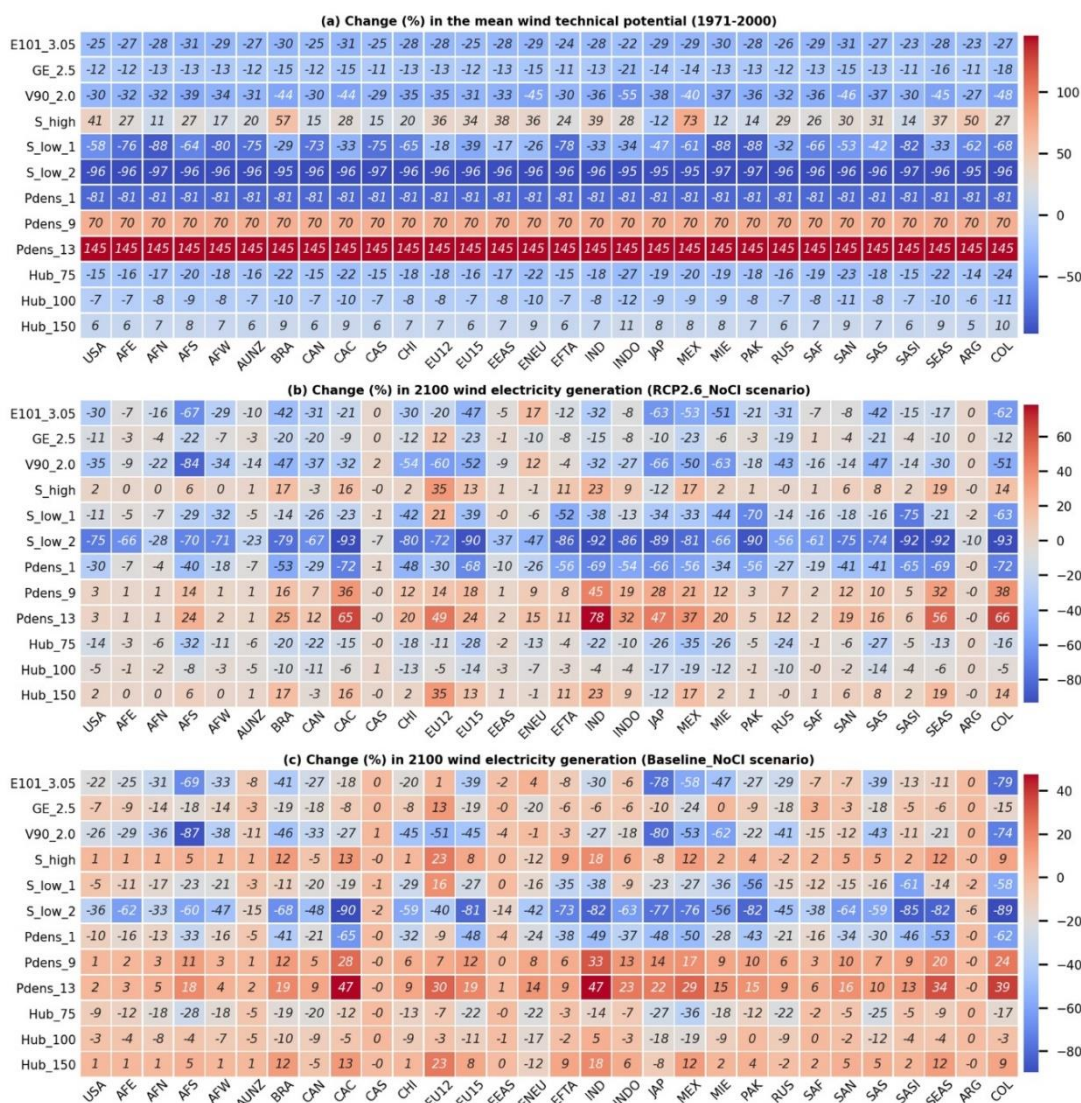 (a) Change (%) in the mean wind technical potential (1971-2000)
E101_3.05 -25 -27 -28 -31 -29 -27 -30 -25 -31 -25 -28 -28 -25 -28 -29 -24 -28 -22 -29 -29 -30 -28 -26 -29 -31 -27 -23 -28 -23 -27
GE_2.5 -12 -12 -13 -13 -13 -12 -15 -12 -15 -11 -13 -13 -12 -13 -15 -11 -13 -21 -14 -14 -13 -13 -12 -13 -15 -13 -11 -16 -11 -18
V90_2.0 -30 -32 -32 -39 -34 -31 -44 -30 -44 -29 -35 -35 -31 -33 -45 -30 -36 -55 -38 -40 -37 -35 -32 -36 -46 -37 -30 -45 -27 -48
S_high 41 27 11 27 17 20 57 15 28 15 20 36 34 38 36 13 39 28 -12 73 12 14 29 26 30 31 14 37 50 27
S_low_1 -58 -76 -88 -64 -80 -75 -29 -73 -33 -75 -65 -18 -39 -17 -26 -78 -33 -34 -47 -61 -88 -88 -32 -66 -53 -42 -82 -33 -62 -68
S_low_2 -96 -96 -97 -96 -96 -96 -95 -96 -96 -97 -96 -96 -96 -96 -95 -96 -96 -95 -95 -95 -97 -97 -96 -96 -96 -96 -97 -96 -95 -96
Pdens_1 -81 -81 -81 -81 -81 -81 -81 -81 -81 -81 -81 -81 -81 -81 -81 -81 -81 -81 -81 -81 -81 -81 -81 -81 -81 -81 -81 -81 -81 -81
Pdens_9 70 70 70 70 70 70 70 70 70 70 70 70 70 70 70 70 70 70 70 70 70 70 70 70 70 70 70 70 70 70
Pdens_13 145 145 145 145 145 145 145 145 145 145 145 145 145 145 145 145 145 145 145 145 145 145 145 145 145 145 145 145 145 145
Hub_75 -15 -16 -17 -20 -18 -16 -22 -15 -22 -15 -18 -18 -16 -17 -22 -15 -18 -27 -19 -20 -19 -18 -16 -19 -23 -18 -15 -22 -14 -24
Hub_100 -7 -7 -8 -9 -8 -7 -10 -7 -10 -7 -8 -8 -7 -8 -10 -7 -8 -12 -9 -9 -9 -8 -8 -8 -11 -8 -7 -10 -6 -11
Hub_150 6 6 7 8 7 6 9 6 9 6 7 7 6 7 9 6 7 11 8 8 8 7 7 7 9 7 6 9 5 10
USA AFE AFN AFS AFW AUNZ BRA CAN CAC CAS CHI EU12 EU15 EEAS ENEU EFTA IND INDO JAP MEX MIE PAK RUS SAF SAN SAS SASI SEAS ARG COL
100
50
0
−50
(b) Change (%) in 2100 wind electricity generation (RCP2.6_NoCI scenario)
E101_3.05 -30 -7 -16 -67 -29 -10 -42 -31 -21 0 -30 -20 -47 -5 17 -12 -32 -8 -63 -53 -51 -21 -31 -7 -8 -42 -15 -17 0 -62
GE_2.5 -11 -3 -4 -22 -7 -3 -20 -20 -9 0 -12 12 -23 -1 -10 -8 -15 -8 -10 -23 -6 -3 -19 1 -4 -21 -4 -10 0 -12
V90_2.0 -35 -9 -22 -84 -34 -14 -47 -37 -32 2 -54 -60 -52 -9 12 -4 -32 -27 -66 -50 -63 -18 -43 -16 -14 -47 -14 -30 0 -51
S_high 2 0 0 6 0 1 17 -3 16 -0 2 35 13 1 -1 11 23 9 -12 17 2 1 -0 1 6 8 2 19 -0 14
S_low_1 -11 -5 -7 -29 -32 -5 -14 -26 -23 -1 -42 21 -39 -0 -6 -52 -38 -13 -34 -33 -44 -70 -14 -16 -18 -16 -75 -21 -2 -63
S_low_2 -75 -66 -28 -70 -71 -23 -79 -67 -93 -7 -80 -72 -90 -37 -47 -86 -92 -86 -89 -81 -66 -90 -56 -61 -75 -74 -92 -92 -10 -93
Pdens_1 -30 -7 -4 -40 -18 -7 -53 -29 -72 -1 -48 -30 -68 -10 -26 -56 -69 -54 -66 -56 -34 -56 -27 -19 -41 -41 -65 -69 -0 -72
Pdens_9 3 1 1 14 1 1 16 7 36 -0 12 14 18 1 9 8 45 19 28 21 12 3 7 2 12 10 5 32 -0 38
Pdens_13 3 1 1 24 2 2 25 12 65 -0 20 49 24 2 15 11 78 32 47 37 20 5 12 2 19 16 6 56 -0 66
Hub_75 -14 -3 -6 -32 -11 -6 -20 -22 -15 -1 -18 -11 -28 -2 -13 -4 -22 -10 -26 -35 -26 -5 -24 -2 -6 -27 -5 -13 -0 -16
Hub_100 -5 -1 -2 -8 -3 -5 -10 -11 -6 1 -13 -5 -14 -3 -7 -3 -4 -4 -17 -19 -12 -1 -10 -0 -2 -14 -4 -6 -0 -5
Hub_150 2 0 0 6 0 1 17 -3 16 -0 2 35 13 1 -1 11 23 9 -12 17 2 1 -0 1 6 8 2 19 -0 14
USA AFE AFN AFS AFW AUNZ BRA CAN CAC CAS CHI EU12 EU15 EEAS ENEU EFTA IND INDO JAP MEX MIE PAK RUS SAF SAN SAS SASI SEAS ARG COL
60
40
20
0
−20
−40
−60
−80
(c) Change (%) in 2100 wind electricity generation (Baseline_NoCI scenario)
E101_3.05 -22 -25 -31 -69 -33 -8 -41 -27 -18 0 -20 1 -39 -2 4 -10 -30 -6 -78 -58 -47 -27 -29 -7 -7 -39 -13 -11 0 -79
GE_2.5 -7 -9 -14 -18 -14 -3 -19 -18 -8 0 -8 13 -19 -0 -20 -6 -6 -6 -10 -24 0 -9 -18 3 -3 -18 -5 -6 0 -15
V90_2.0 -26 -29 -36 -87 -38 -11 -46 -33 -27 1 -45 -51 -45 -4 -1 -3 -27 -18 -80 -53 -62 -22 -41 -15 -12 -43 -11 -21 0 -74
S_high 1 1 1 5 1 1 12 -5 13 -0 1 23 8 0 -12 9 18 6 -8 12 2 4 -2 2 5 5 2 12 -0 9
S_low_1 -5 -11 -17 -23 -21 -3 -11 -20 -19 -1 -29 16 -27 0 -16 -35 -38 -9 -23 -27 -36 -56 -15 -12 -15 -16 -61 -14 -2 -58
S_low_2 -36 -62 -33 -60 -47 -15 -68 -48 -90 -2 -59 -40 -81 -14 -42 -73 -82 -63 -77 -76 -56 -82 -45 -38 -64 -59 -85 -82 -6 -89
Pdens_1 -10 -16 -13 -33 -16 -5 -41 -21 -65 -0 -32 -9 -48 -4 -24 -38 -49 -37 -48 -50 -28 -43 -21 -16 -34 -30 -46 -53 -0 -62
Pdens_9 1 2 3 11 3 1 12 5 28 -0 6 7 12 0 8 6 33 13 14 17 9 10 6 3 10 7 9 20 -0 24
Pdens_13 2 3 5 18 4 2 19 9 47 -0 9 30 19 1 14 9 47 23 22 29 15 15 9 4 16 10 13 34 -0 39
Hub_75 -9 -12 -18 -28 -18 -5 -19 -20 -12 -0 -13 -7 -22 -0 -22 -3 -14 -7 -27 -36 -18 -12 -22 -2 -5 -25 -5 -9 -0 -17
Hub_100 -3 -4 -8 -4 -7 -5 -10 -9 -5 0 -9 -3 -11 -1 -17 -2 5 -3 -18 -19 -9 -4 -9 0 -2 -12 -3 -4 0 -3
Hub_150 1 1 1 5 1 1 12 -5 13 -0 1 23 8 0 -12 9 18 6 -8 12 2 4 -2 2 5 5 2 12 -0 9
USA AFE AFN AFS AFW AUNZ BRA CAN CAC CAS CHI EU12 EU15 EEAS ENEU EFTA IND INDO JAP MEX MIE PAK RUS SAF SAN SAS SASI SEAS ARG COL
40
20
0
−20
−40
−60
−80